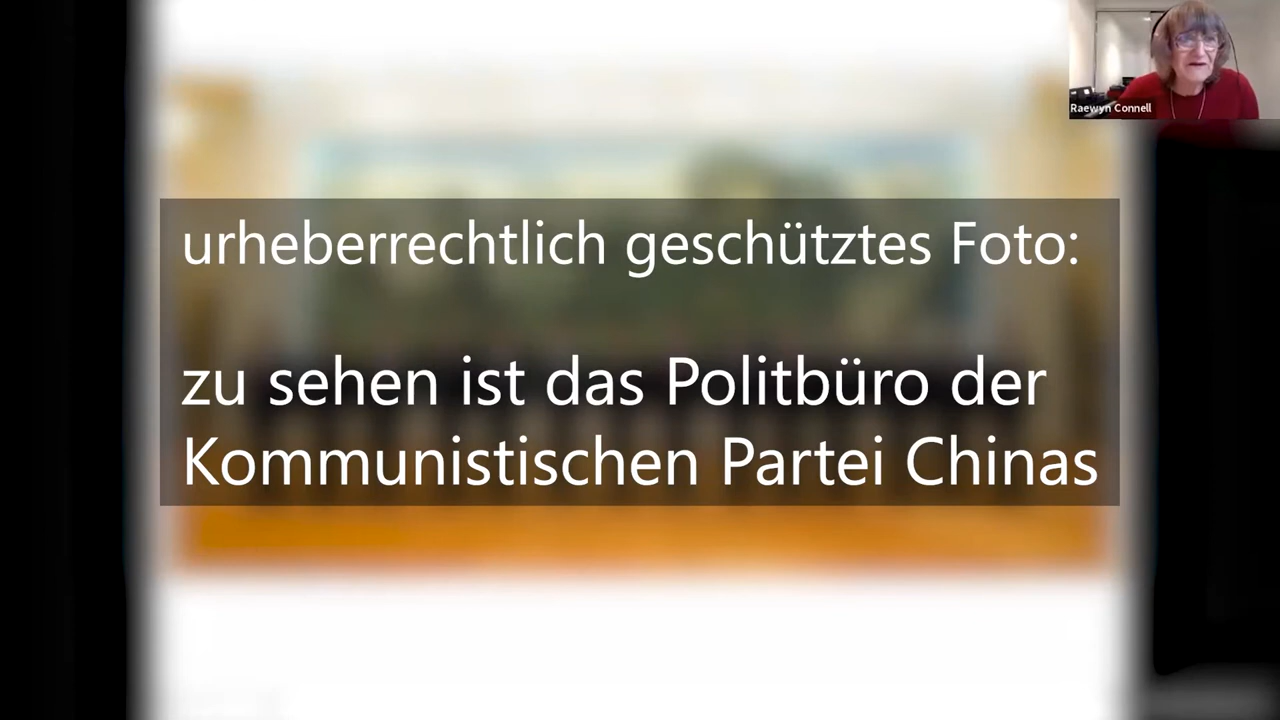 Raewyn Connell
urheberrechtlich geschütztes Foto:
zu sehen ist das Politbüro der
Kommunistischen Partei Chinas